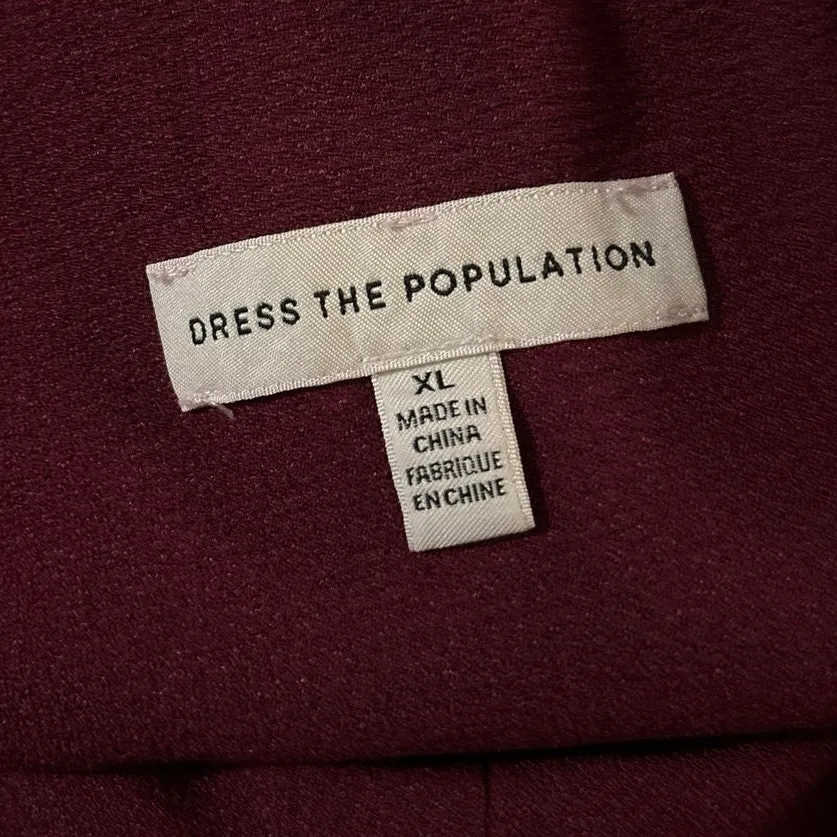 DRESS THE POPULATION
XL
MADE IN
CHINA
FABRIQUE
EN CHINE